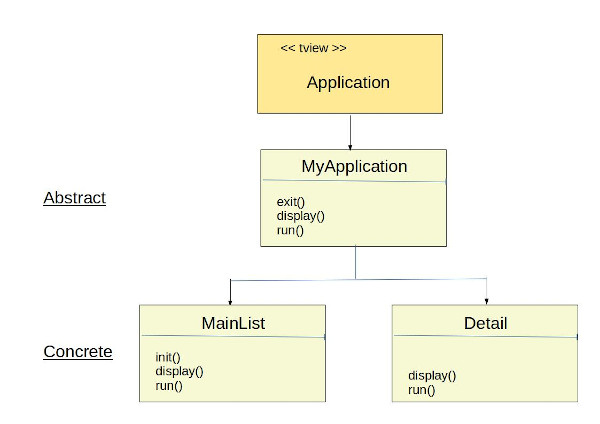 << tview >>
Application
MyApplication
Abstract
exit()
display()
run()
MainList
Detail
Concrete
init()
display()
run()
display()
run()